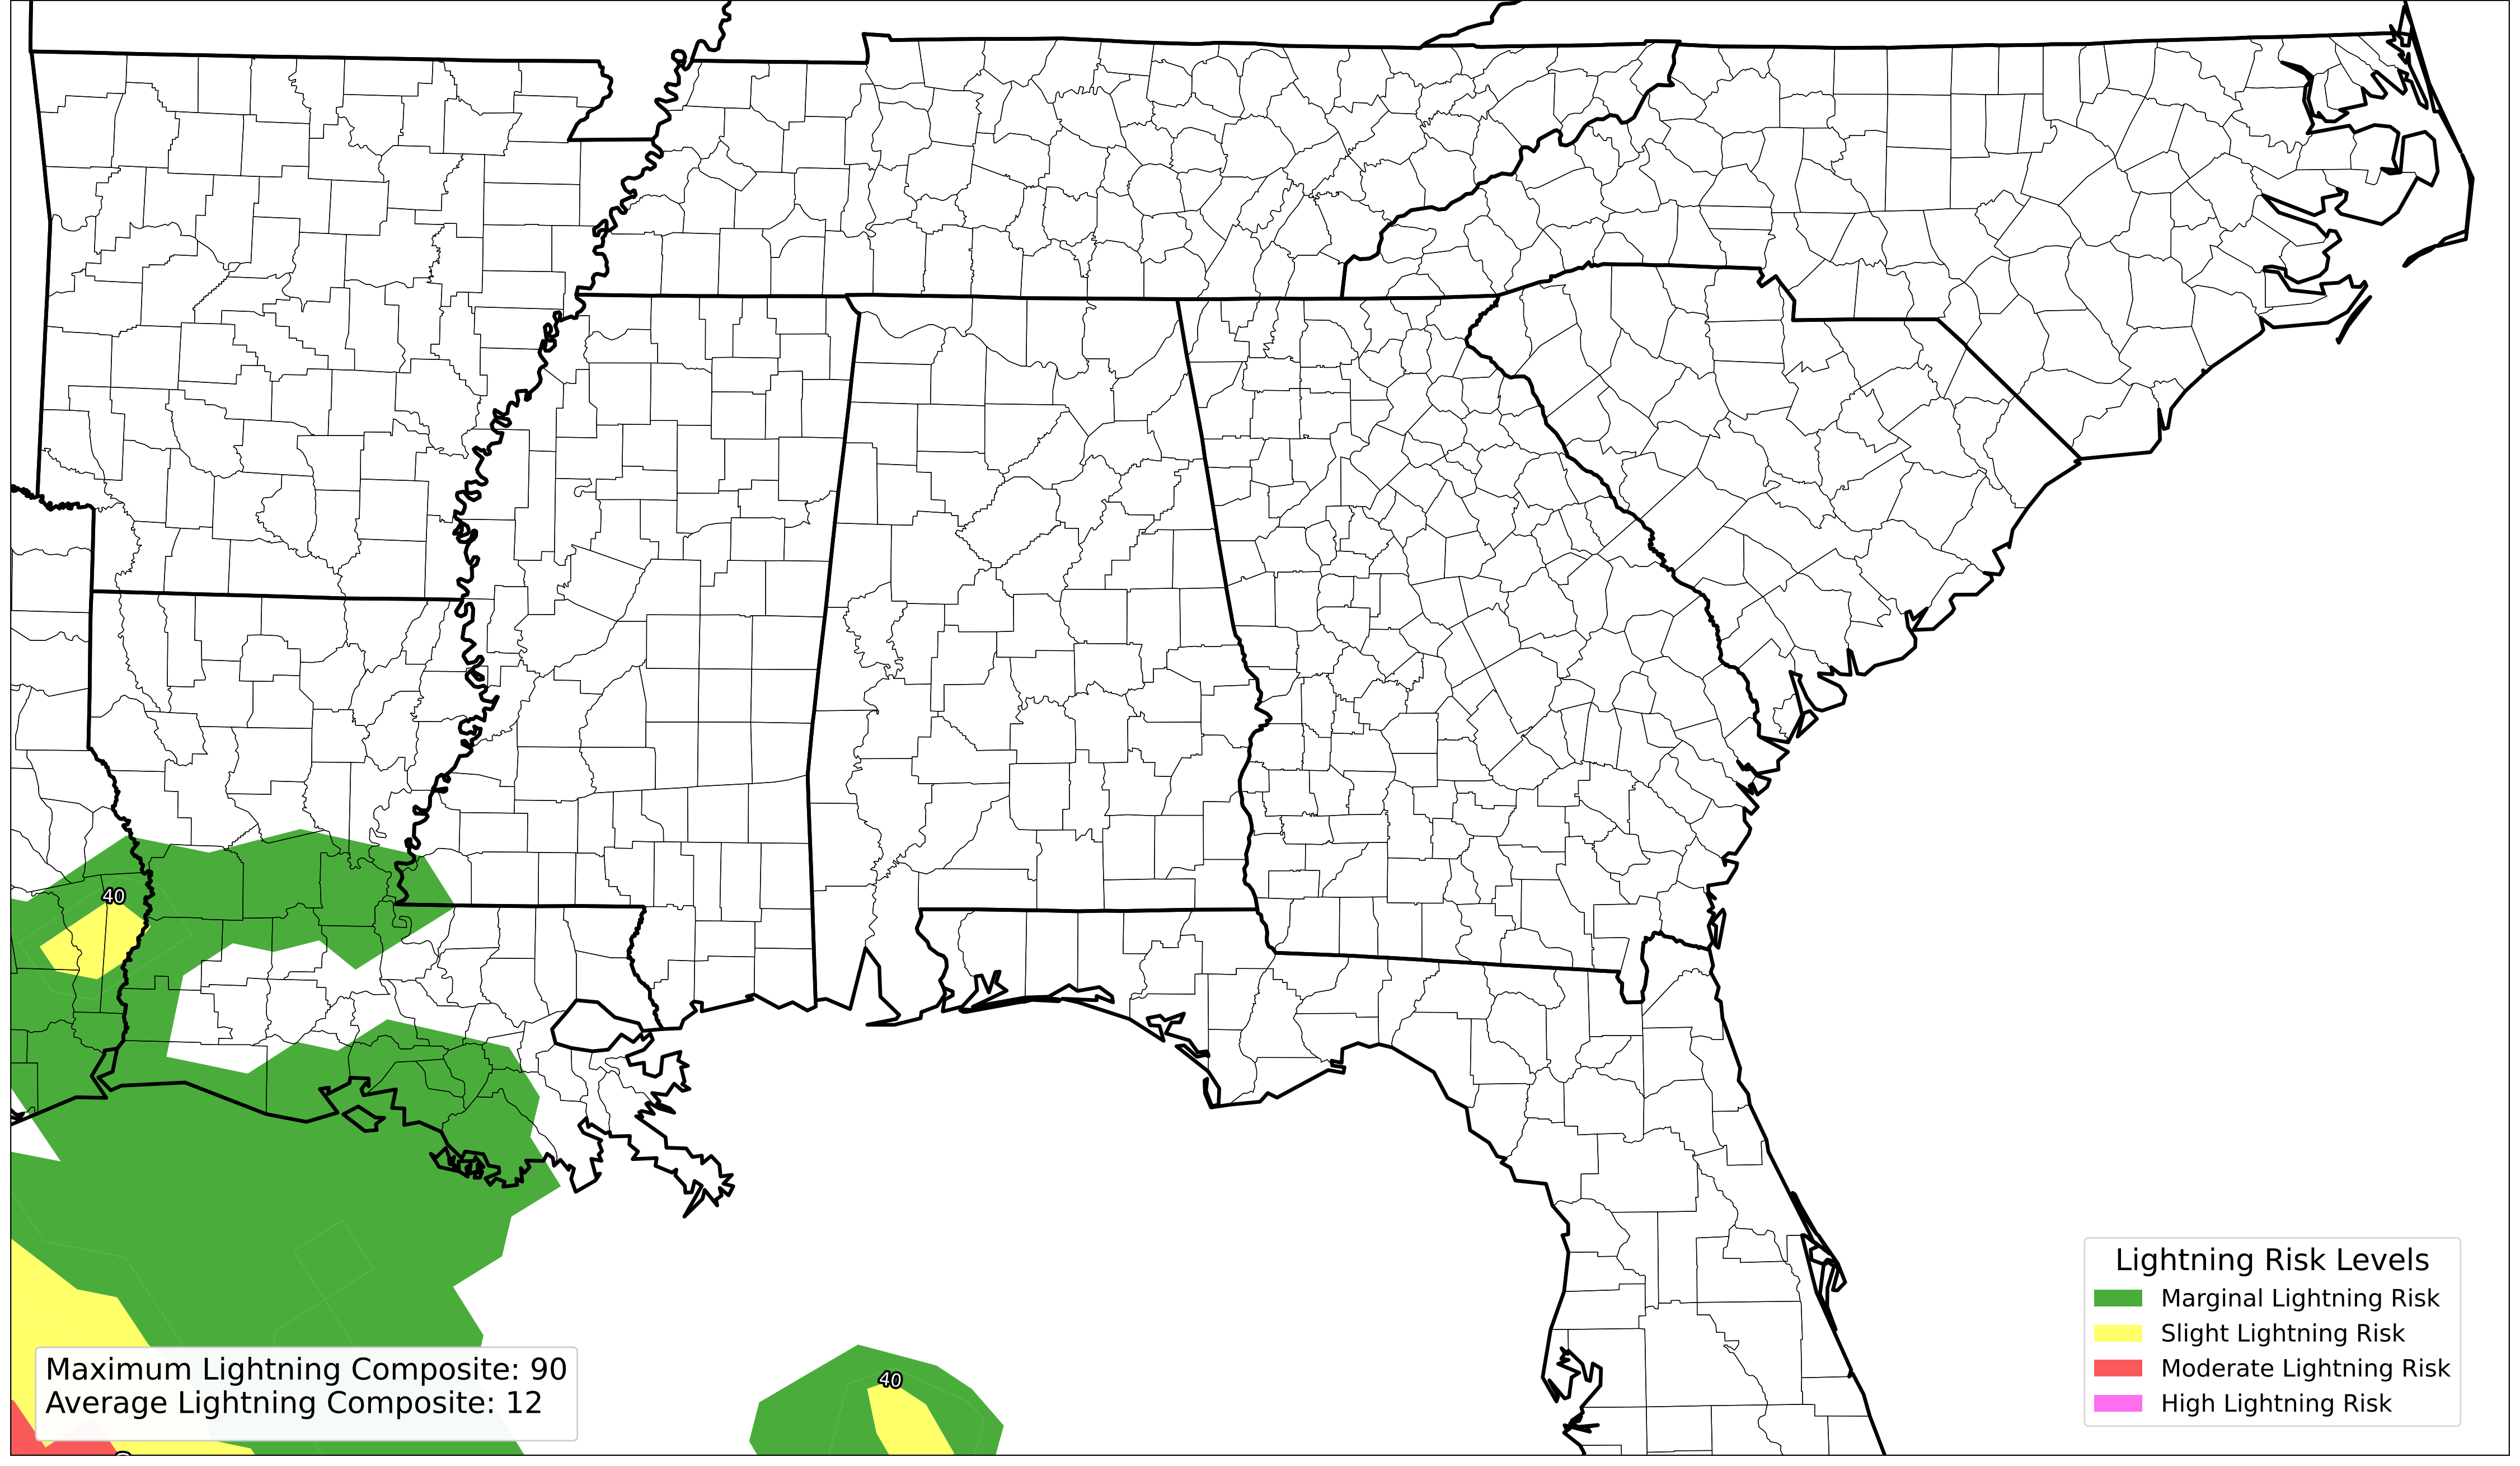 40
40
Lightning Risk Levels
Marginal Lightning Risk
Slight Lightning Risk
Moderate Lightning Risk
High Lightning Risk
Maximum Lightning Composite: 90
Average Lightning Composite: 12